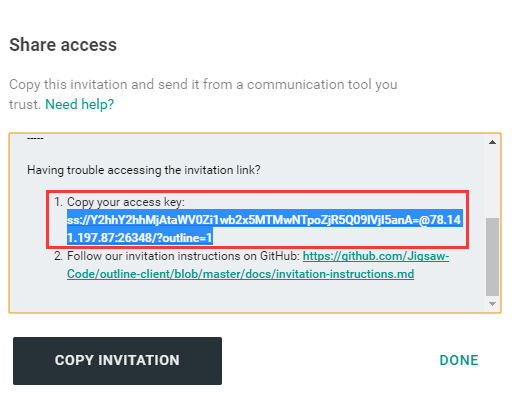 Share access
Copy this invitation and send it from a communication tool you
trust. Need help?
-----
Having trouble accessing the invitation link?
1. Copy your access key:
ss://Y2hhY2hhMjAtaWV0Zi1wb2x5MTMwNTpoZjR5Q09IVjI5anA=@78.14
1.197.87:26348/?outline=1
2. Follow our invitation instructions on GitHub: https://github.com/Jigsaw-
Code/outline-client/blob/master/docs/invitation-instructions.md
COPY INVITATION
DONE